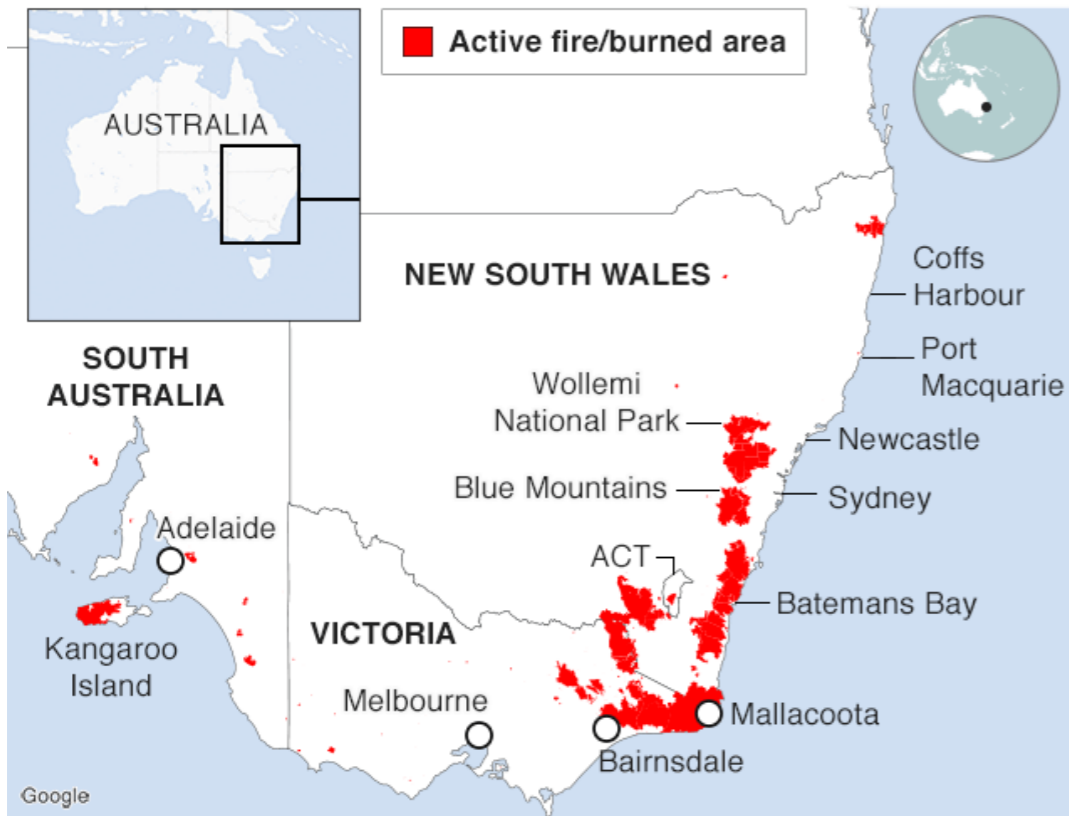 Active fire/burned area
AUSTRALIA
NEW SOUTH WALES
Coffs
Harbour
SOUTH
AUSTRALIA
Port
Macquarie
Wollemi
National Park
Newcastle
Blue Mountains
Sydney
Adelaide
ACT
Batemans Bay
VICTORIA
Kangaroo
Island
Melbourne
Mallacoota
Bairnsdale
Google